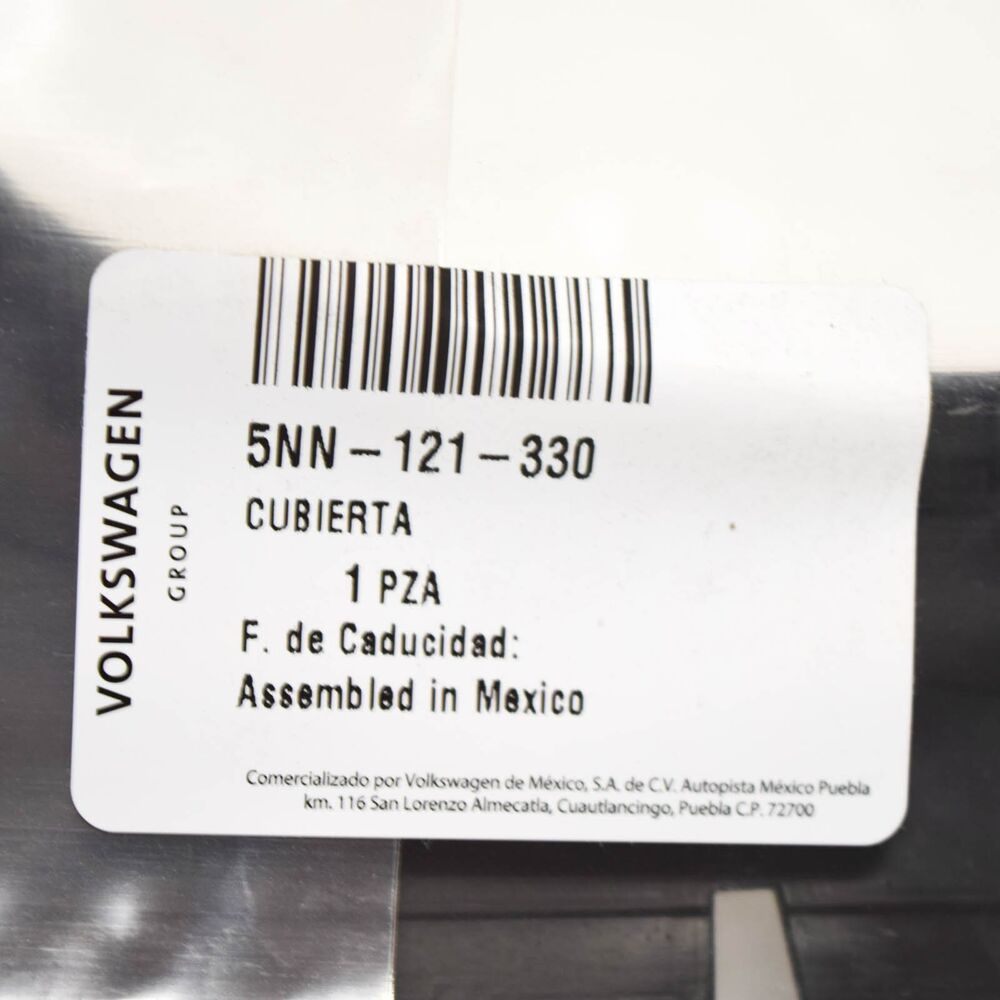 VOLKSWAGEN
GROUP
5NN-121-330
CUBIERTA
1 PZA
F. de Caducidad:
Assembled in Mexico
Comercializado por Volkswagen de México, S.A. de C.V. Autopista México Puebla
km. 116 San Lorenzo Almecatla, Cuautlancingo, Puebla C.P. 72700